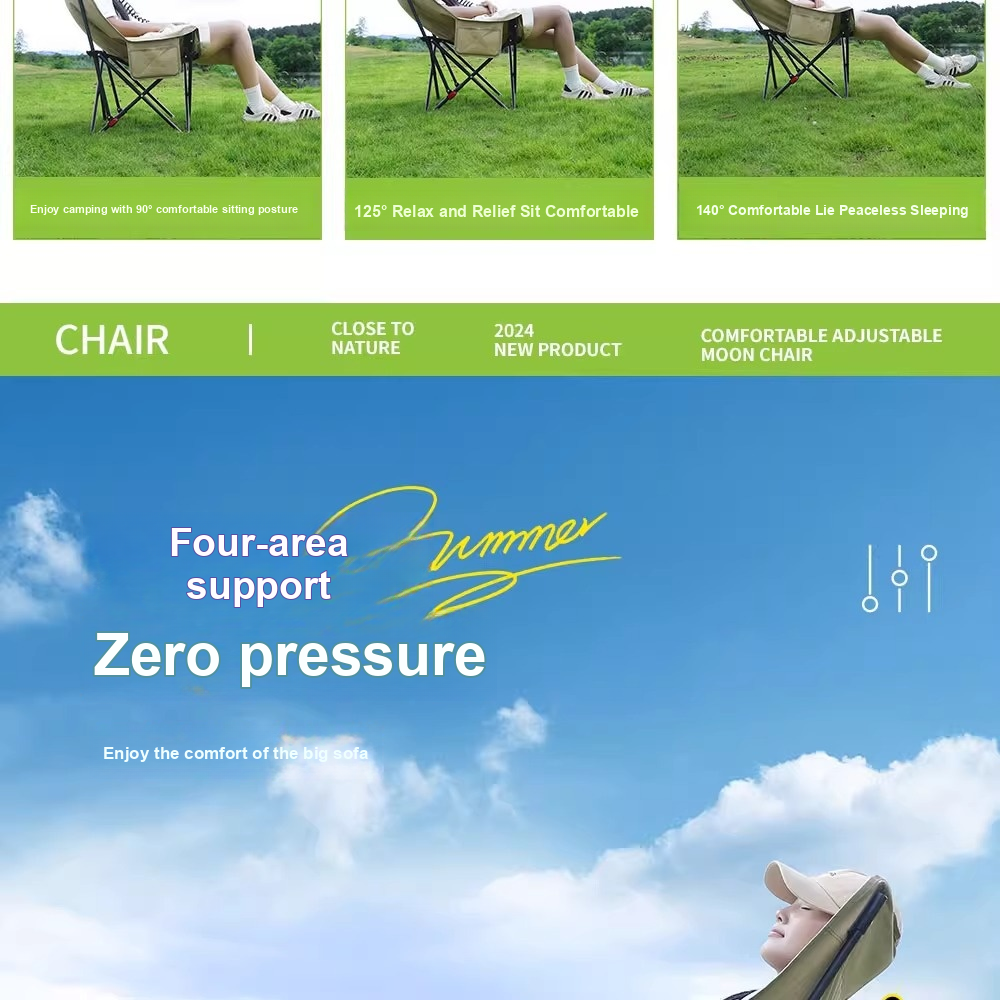 Enjoy camping with 90° comfortable sitting posture
125° Relax and Relief Sit Comfortable
140° Comfortable Lie Peaceless Sleeping
CHAIR
CLOSE TO
NATURE
2024
NEW PRODUCT
COMFORTABLE ADJUSTABLE
MOON CHAIR
Summer
Four-area
support
Zero pressure
Enjoy the comfort of the big sofa